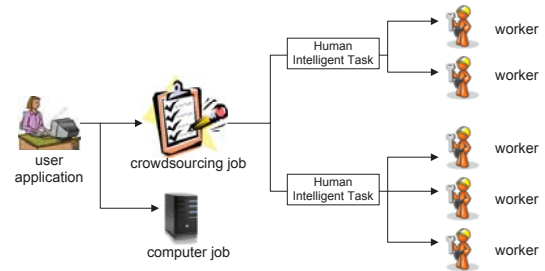 Human
Intelligent Task
worker
worker
user
application
crowdsourcing job
computer job
Human
Intelligent Task
worker
worker
worker